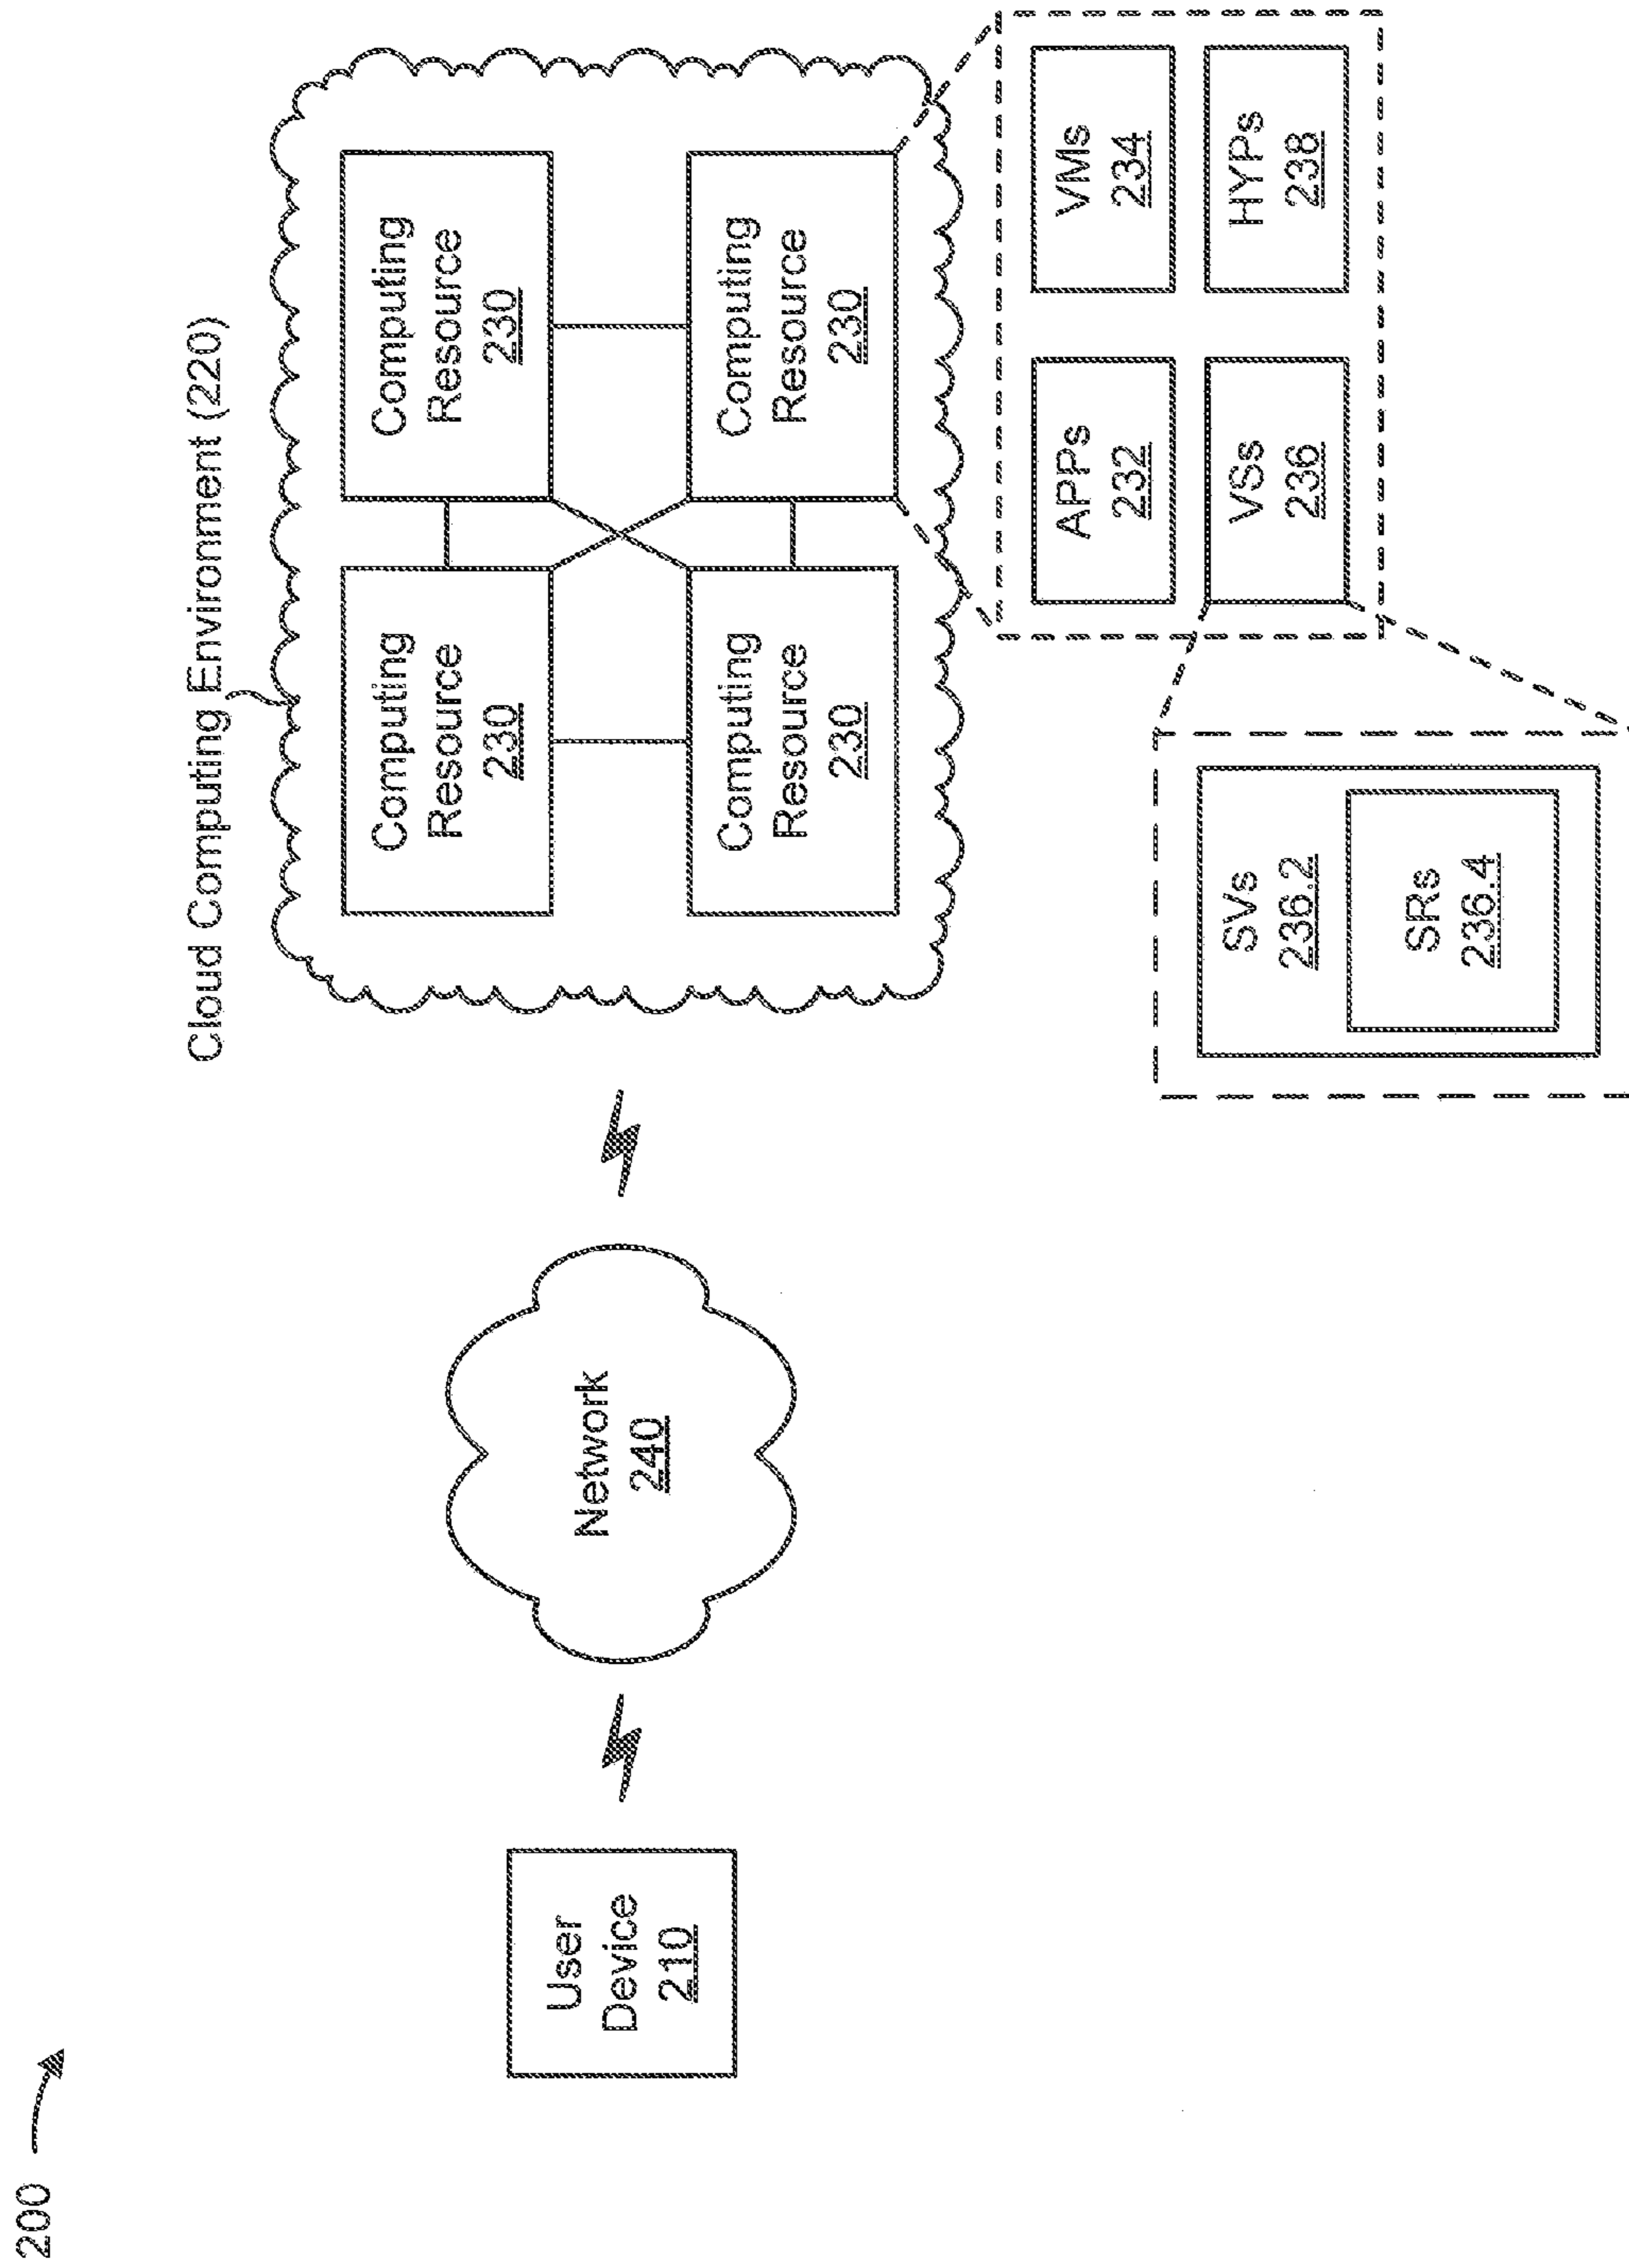 200
Cloud Computing Environment (220)
Computing
Resource
230
Computing
Resource
230
Computing
Resource
230
Computing
Resource
230
User
Device
210
Network
240
APPs
232
VMs
234
VSs
236
HYPs
238
SVs
236.2
SRs
236.4